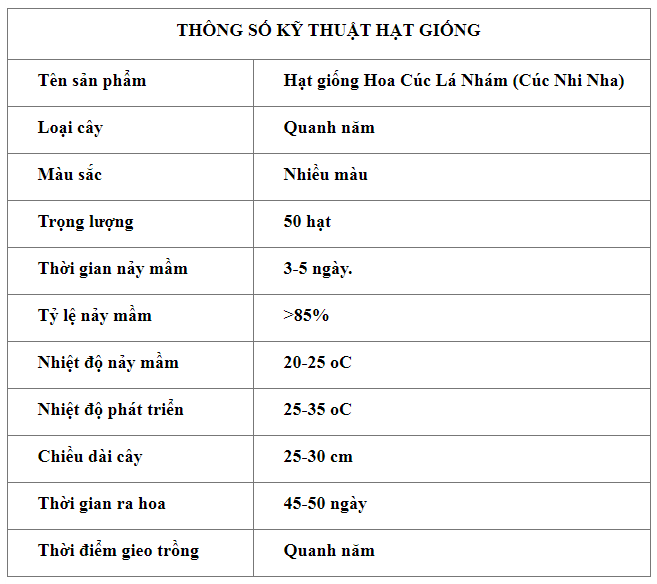 THÔNG SỐ KỸ THUẬT HẠT GIỐNG
Tên sản phẩm Hạt giống Hoa Cúc Lá Nhám (Cúc Nhi Nha)
Loại cây Quanh năm
Màu sắc Nhiều màu
Trọng lượng 50 hạt
Thời gian nảy mầm 3-5 ngày.
Tỷ lệ nảy mầm >85%
Nhiệt độ nảy mầm 20-25 oC
Nhiệt độ phát triển 25-35 oC
Chiều dài cây 25-30 cm
Thời gian ra hoa 45-50 ngày
Thời điểm gieo trồng Quanh năm